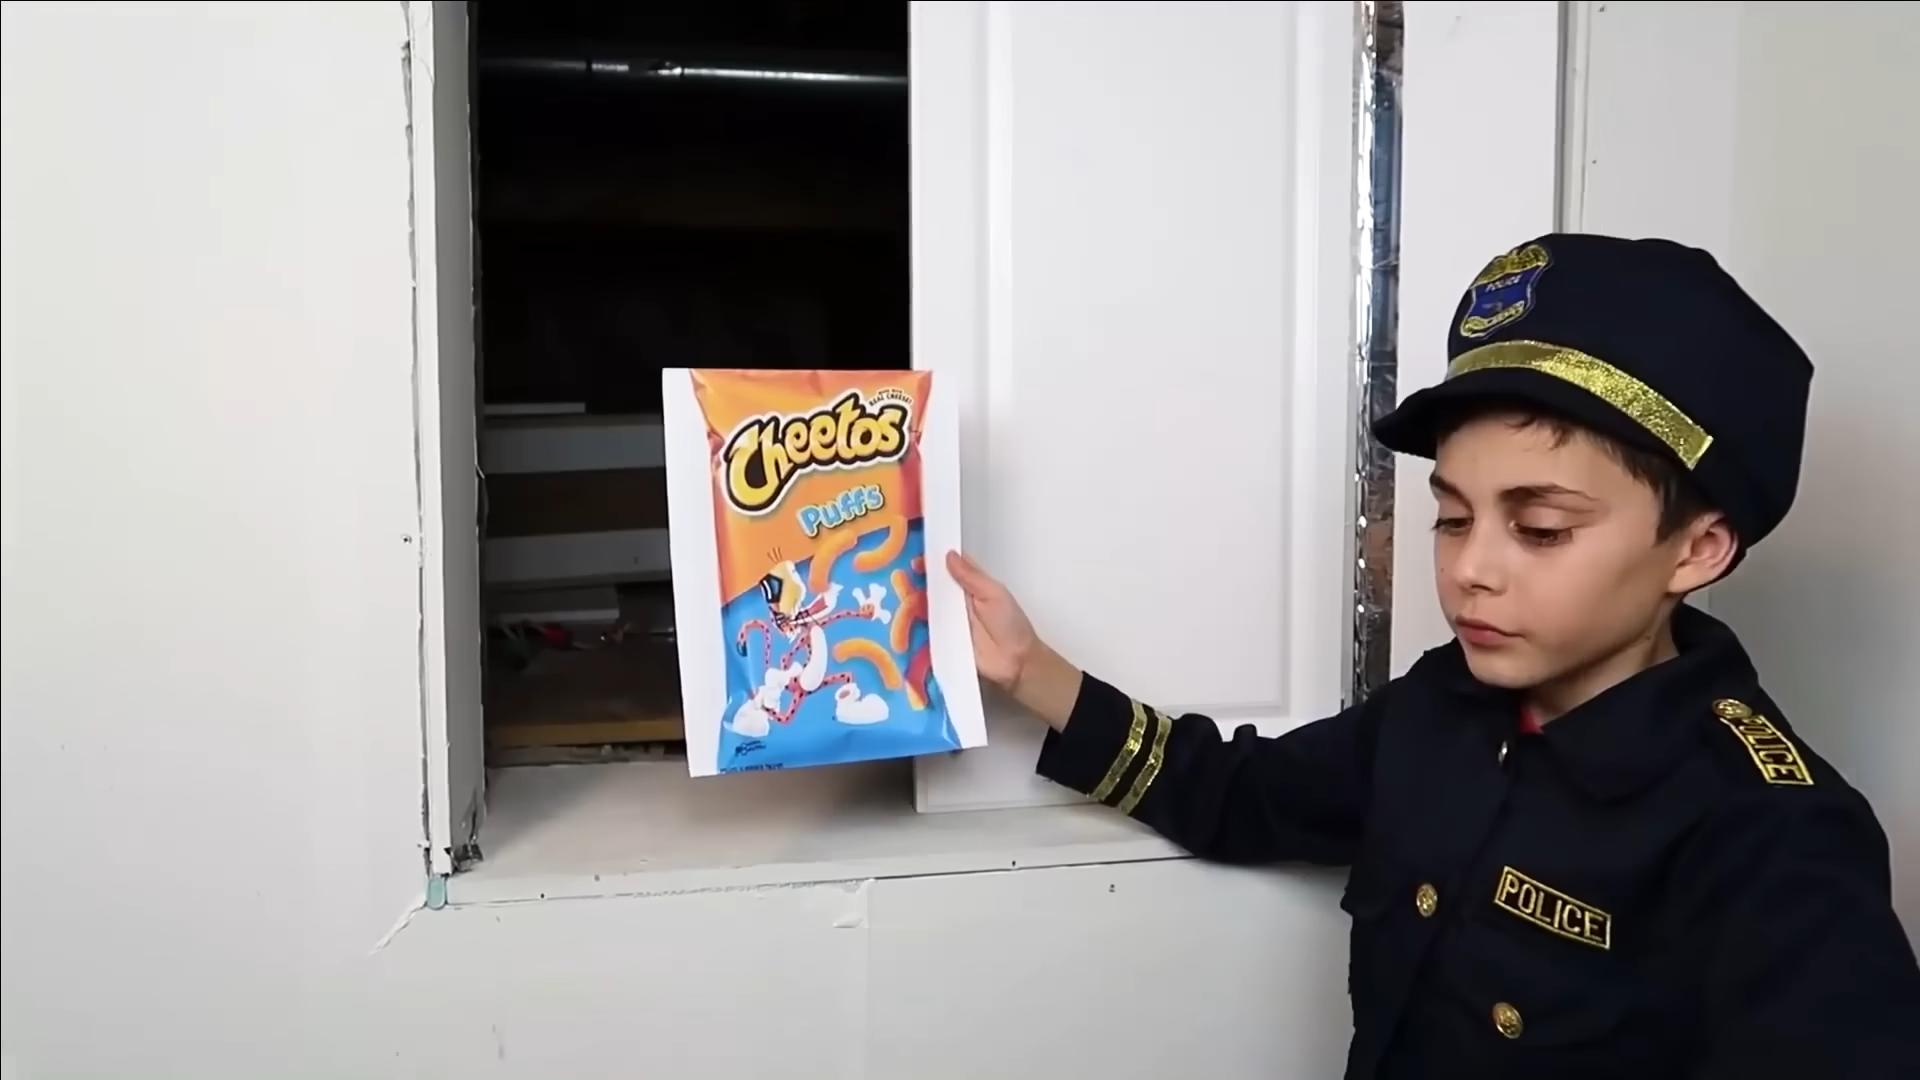 MADE WITH
REAL CHEESE!
Cheetos
Puffs
POLICE
POLICE
POLICE